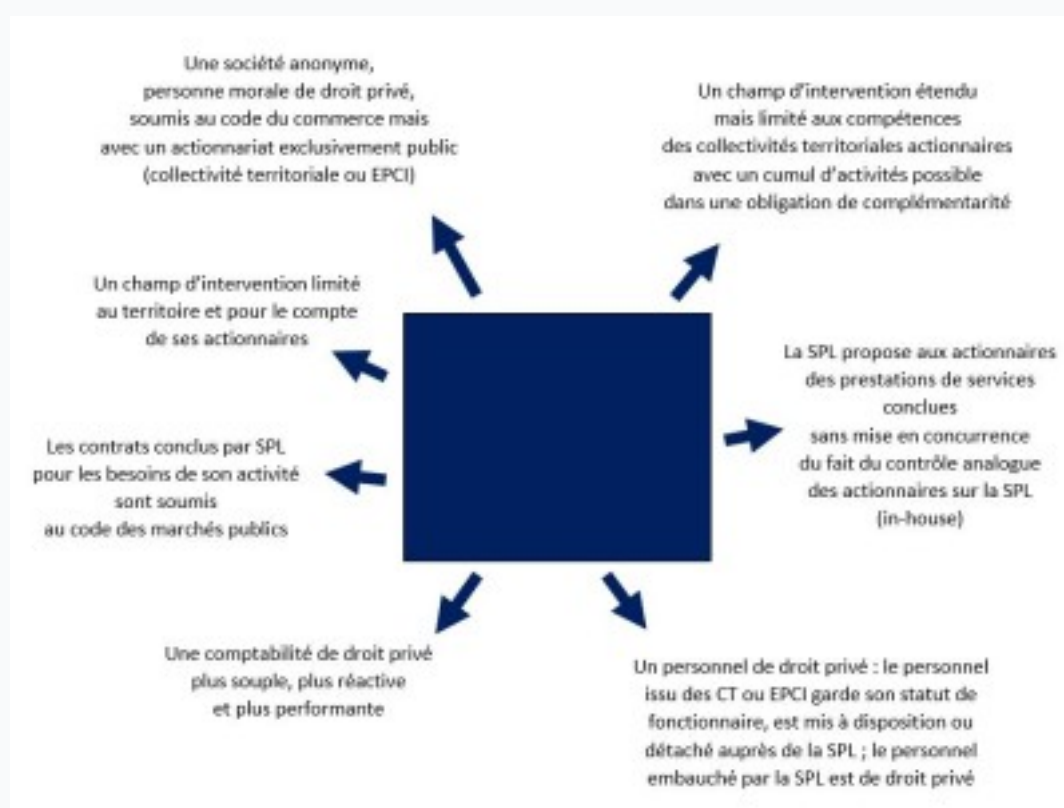 Une société anonyme,
personne morale de droit privé,
soumis au code du commerce mais
avec un actionnariat exclusivement public
(collectivité territoriale ou EPCI)
Un champ d'intervention étendu
mais limité aux compétences
des collectivités territoriales actionnaires
avec un cumul d'activités possible
dans une obligation de complémentarité
Un champ d'intervention limité
au territoire et pour le compte
de ses actionnaires
La SPL propose aux actionnaires
des prestations de services
conclues
sans mise en concurrence
du fait du contrôle analogue
des actionnaires sur la SPL
(in-house)
Les contrats conclus par SPL
pour les besoins de son activité
sont soumis
au code des marchés publics
Une comptabilité de droit privé
plus souple, plus réactive
et plus performante
Un personnel de droit privé : le personnel
issu des CT ou EPCI garde son statut de
fonctionnaire, est mis à disposition ou
détaché auprès de la SPL ; le personnel
embauché par la SPL est de droit privé